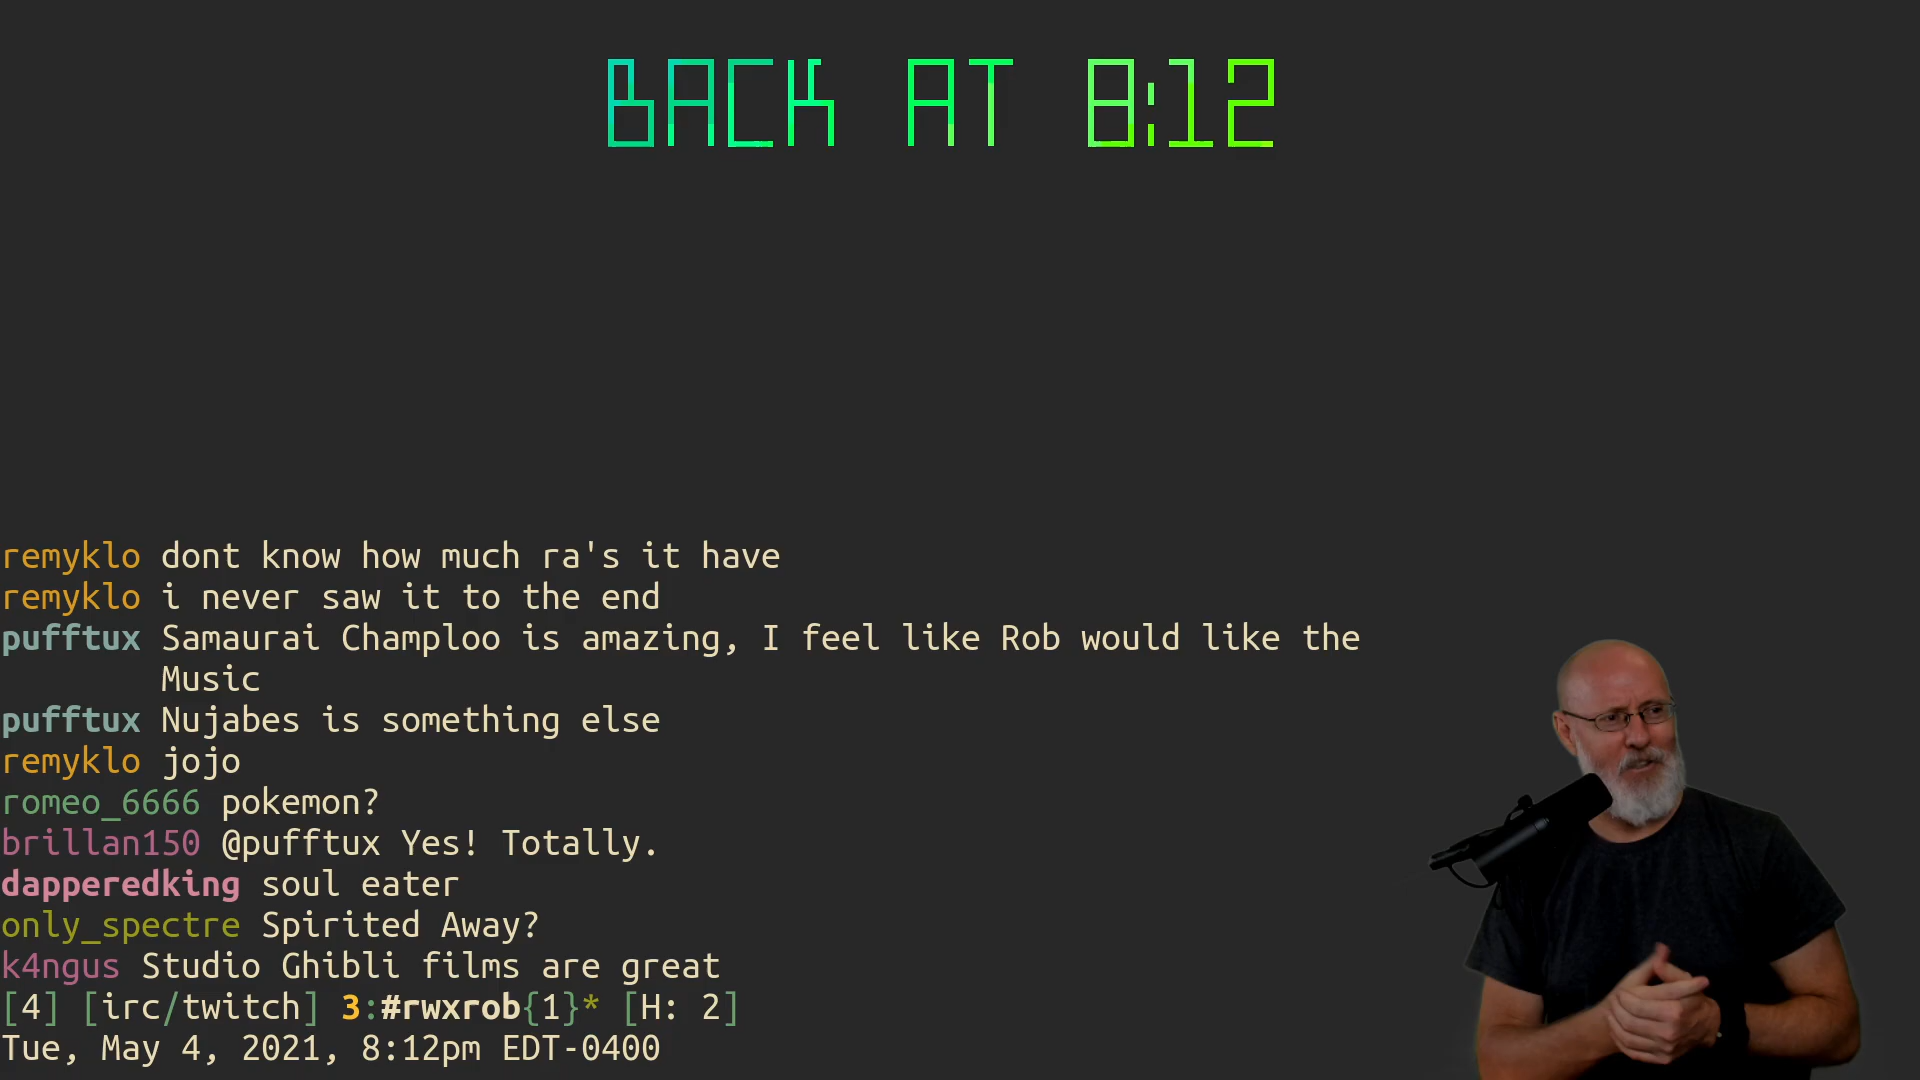 BACK AT 8:12
remyklo dont know how much ra's it have
remyklo i never saw it to the end
pufftux Samaurai Champloo is amazing, I feel like Rob would like the
Music
pufftux Nujabes is something else
remyklo jojo
romeo_6666 pokemon?
brillan150 @pufftux Yes! Totally.
dapperedking soul eater
only_spectre Spirited Away?
k4ngus Studio Ghibli films are great
[4] [irc/twitch] 3:#rwxrob{1}* [H: 2]
Tue, May 4, 2021, 8:12pm EDT-0400